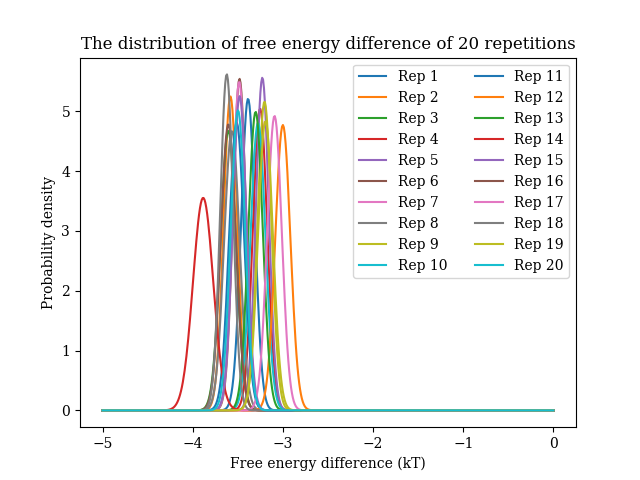 The distribution of free energy difference of 20 repetitions
Probability density
5
4
3
2
1
0
Rep 1
Rep 2
Rep 3
Rep 4
Rep 5
Rep 6
Rep 7
Rep 8
Rep 9
Rep 10
Rep 11
Rep 12
Rep 13
Rep 14
Rep 15
Rep 16
Rep 17
Rep 18
Rep 19
Rep 20
−5 −4 −3 −2 −1 0
Free energy difference (kT)